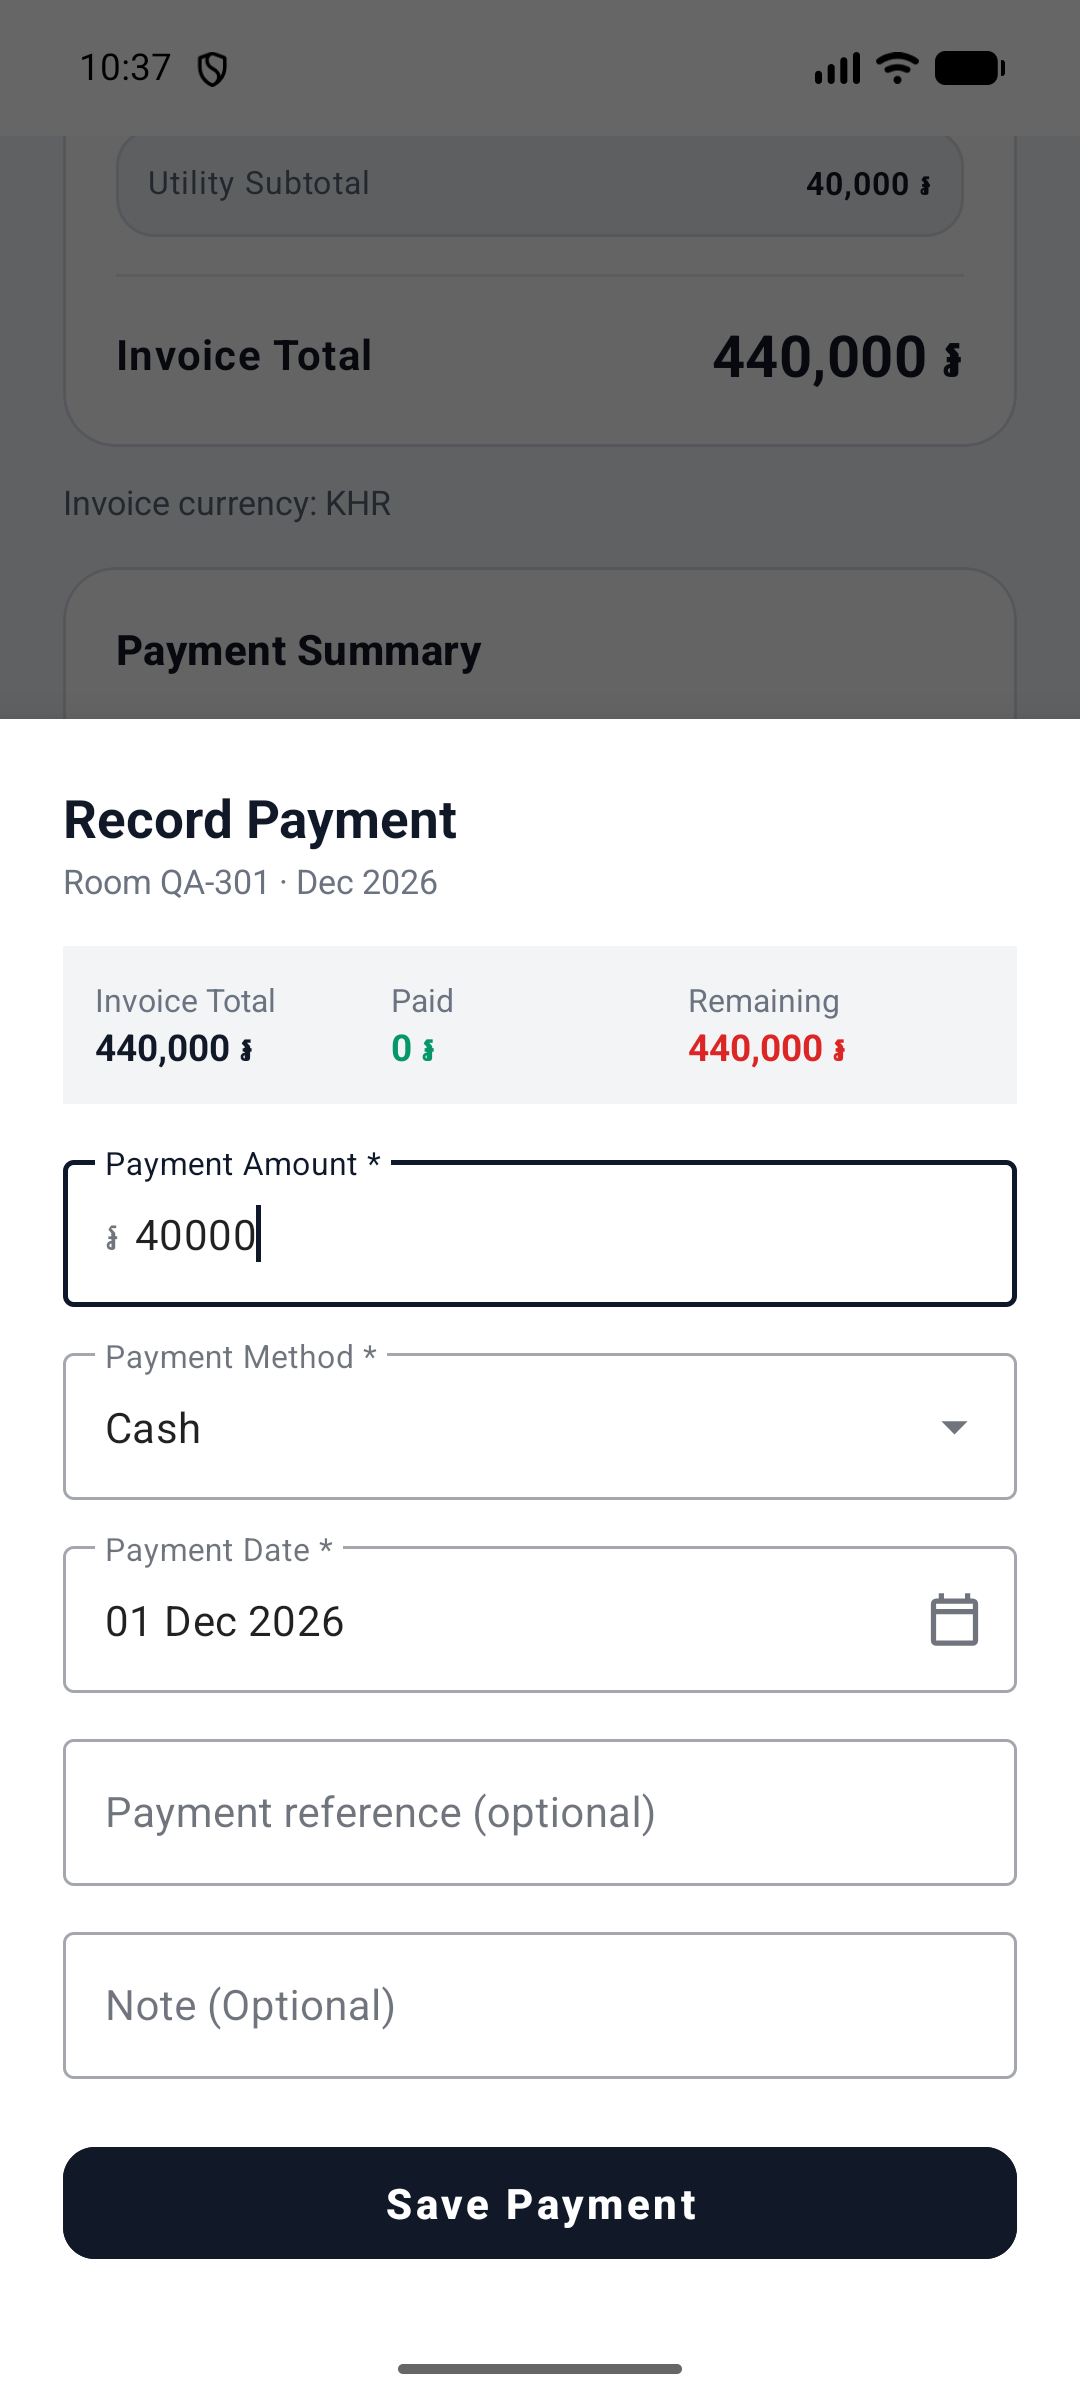 10:37
Utility Subtotal 40,000 ៛
Invoice Total 440,000 ៛
Invoice currency: KHR
Payment Summary
Record Payment
Room QA-301 · Dec 2026
Invoice Total Paid Remaining
440,000 ៛ 0 ៛ 440,000 ៛
Payment Amount *
៛ 40000
Payment Method *
Cash
Payment Date *
01 Dec 2026
Payment reference (optional)
Note (Optional)
Save Payment